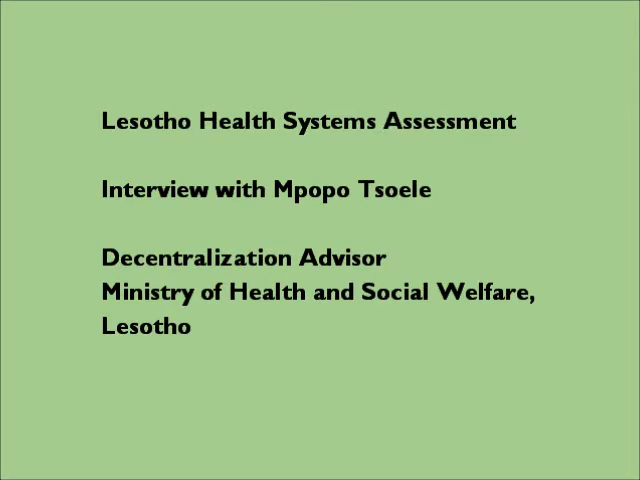 Lesotho Health Systems Assessment
Interview with Mpopo Tsoele
Decentralization Advisor
Ministry of Health and Social Welfare,
Lesotho